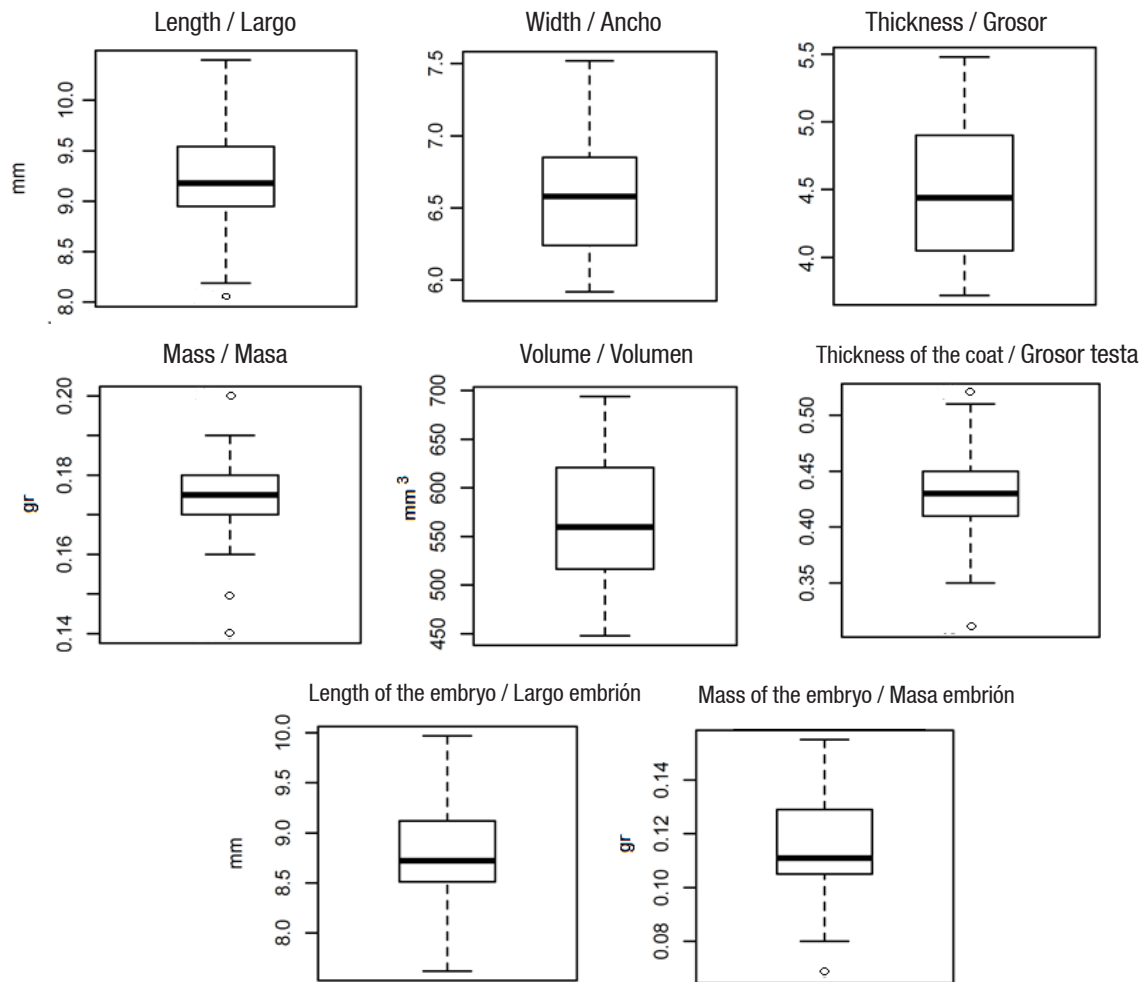 Length / Largo
Width / Ancho
Thickness / Grosor
mm
10.0
9.5
9.0
8.5
8.0
7.5
7.0
6.5
6.0
5.5
5.0
4.5
4.0
Mass / Masa
Volume / Volumen
Thickness of the coat / Grosor testa
gr
0.20
0.18
0.16
0.14
mm³
700
650
600
550
500
450
0.50
0.45
0.40
0.35
Length of the embryo / Largo embrión
Mass of the embryo / Masa embrión
mm
10.0
9.5
9.0
8.5
8.0
gr
0.14
0.12
0.10
0.08